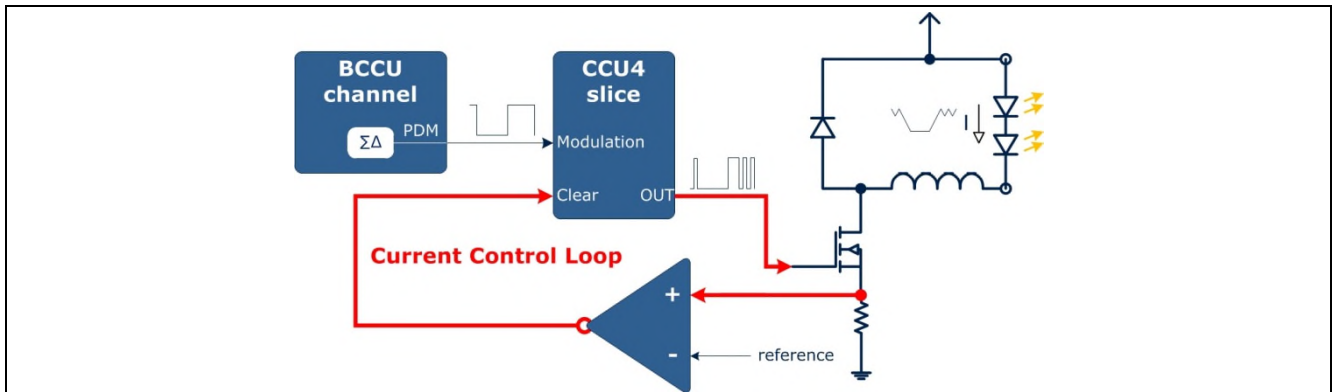 BCCU
channel
ΣΔ
PDM
CCU4
slice
Modulation
Clear
OUT
I
Current Control Loop
+
-
reference